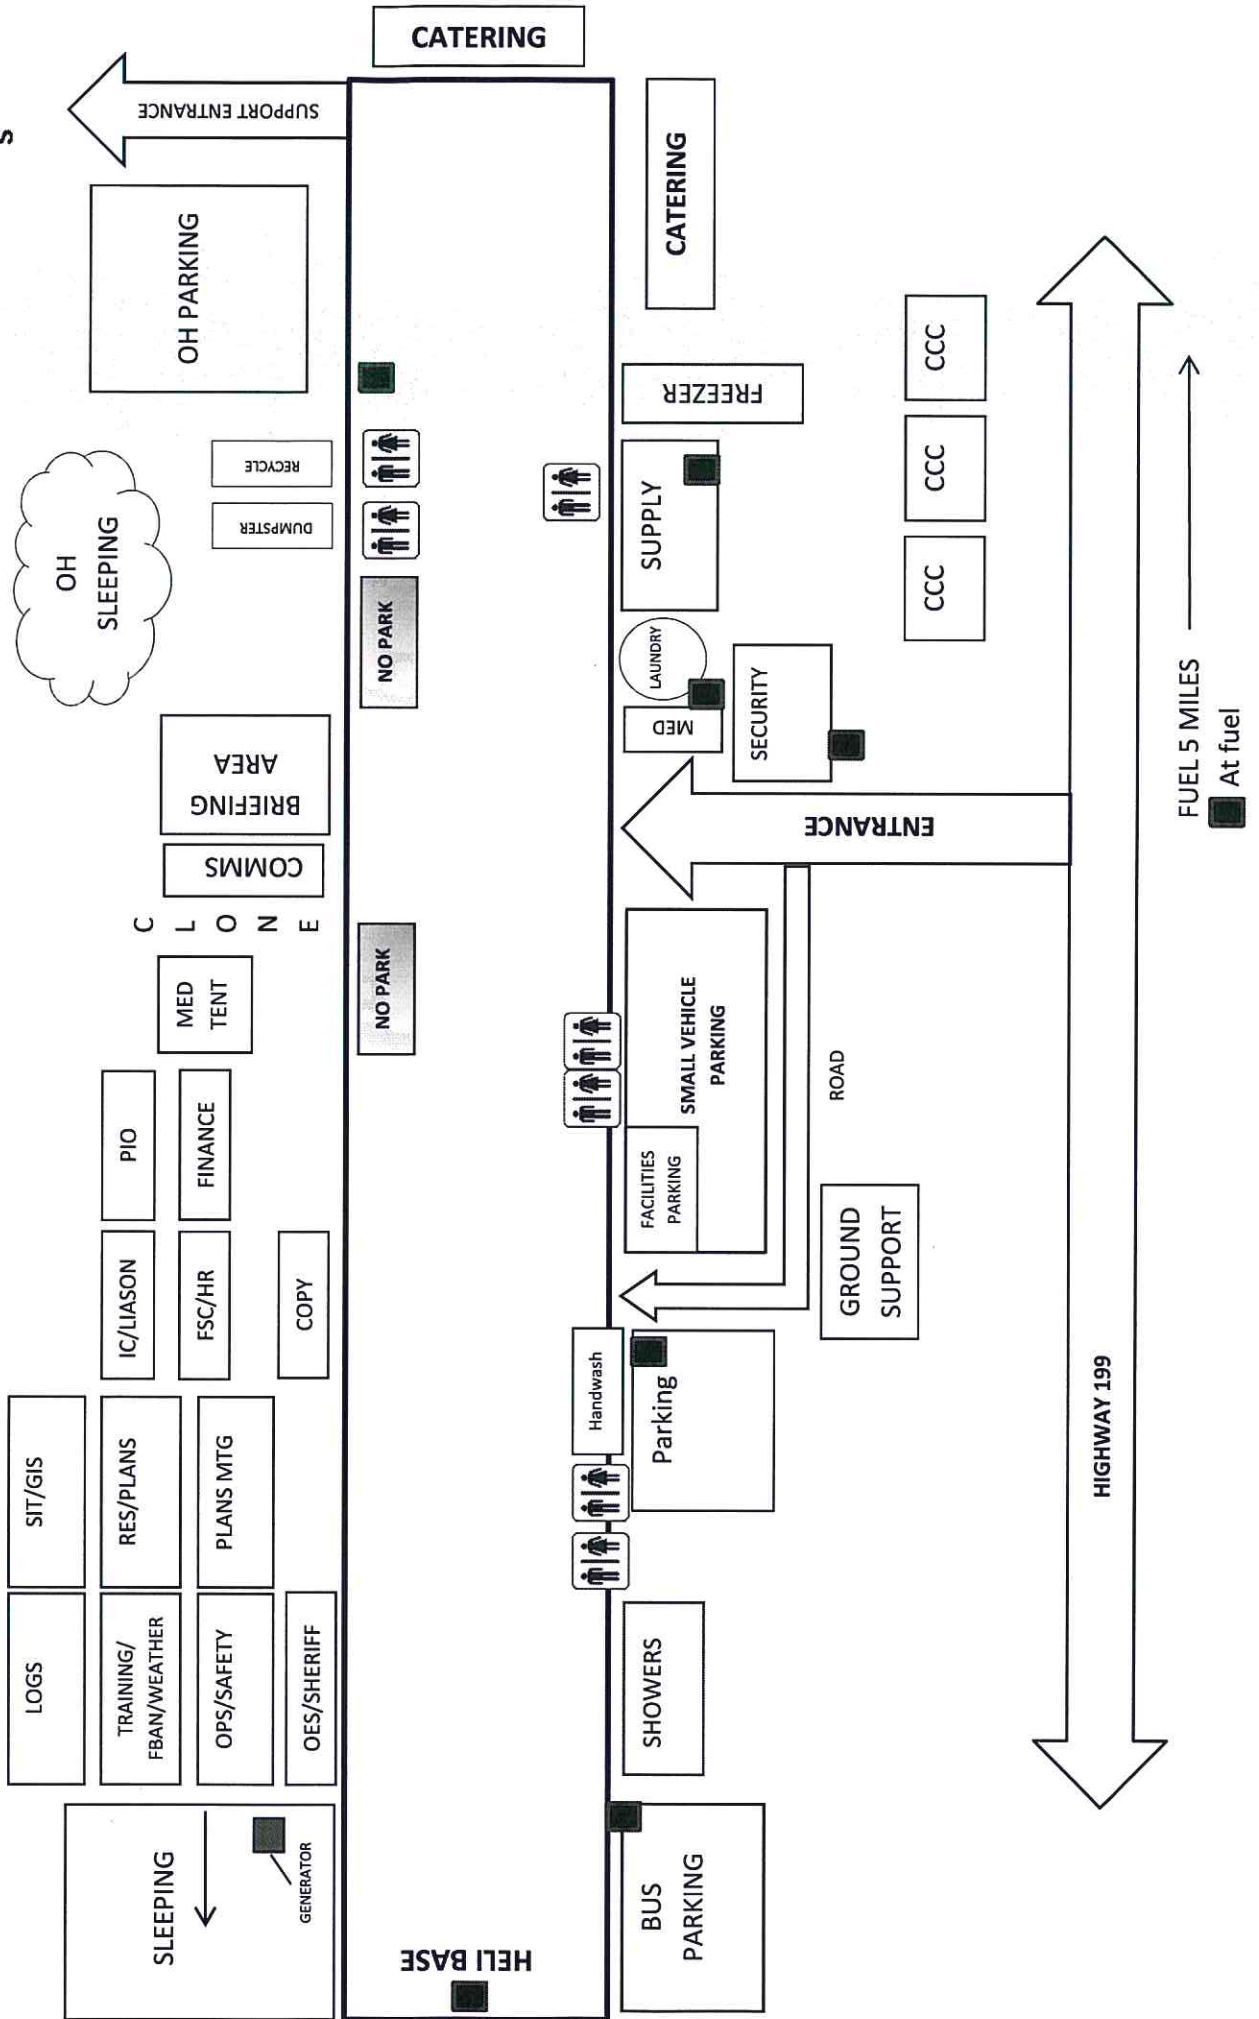 S
SUPPORT ENTRANCE
CATERING
OH PARKING
CATERING
OH
SLEEPING
RECYCLE
DUMPSTER
FREEZER
SUPPLY
CCC
CCC
CCC
NO PARK
LAUNDRY
MED
SECURITY
BRIEFING
AREA
COMMS
C
L
O
N
E
MED
TENT
NO PARK
ENTRANCE
SMALL VEHICLE
PARKING
FACILITIES
PARKING
ROAD
GROUND
SUPPORT
PIO
FINANCE
IC/LIASON
FSC/HR
COPY
SIT/GIS
RES/PLANS
PLANS MTG
LOGS
TRAINING/
FBAN/WEATHER
OPS/SAFETY
OES/SHERIFF
Handwash
Parking
SHOWERS
SLEEPING
GENERATOR
HELI BASE
BUS
PARKING
HIGHWAY 199
FUEL 5 MILES
At fuel